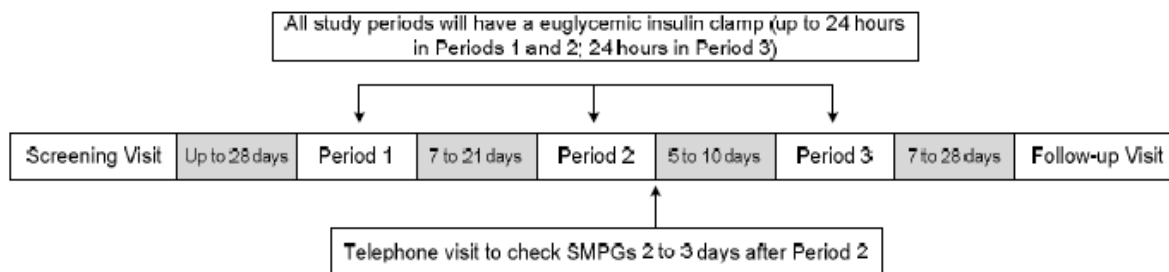 All study periods will have a euglycemic insulin clamp (up to 24 hours
in Periods 1 and 2; 24 hours in Period 3)
Screening Visit
Up to 28 days
Period 1
7 to 21 days
Period 2
5 to 10 days
Period 3
7 to 28 days
Follow-up Visit
Telephone visit to check SMPGs 2 to 3 days after Period 2